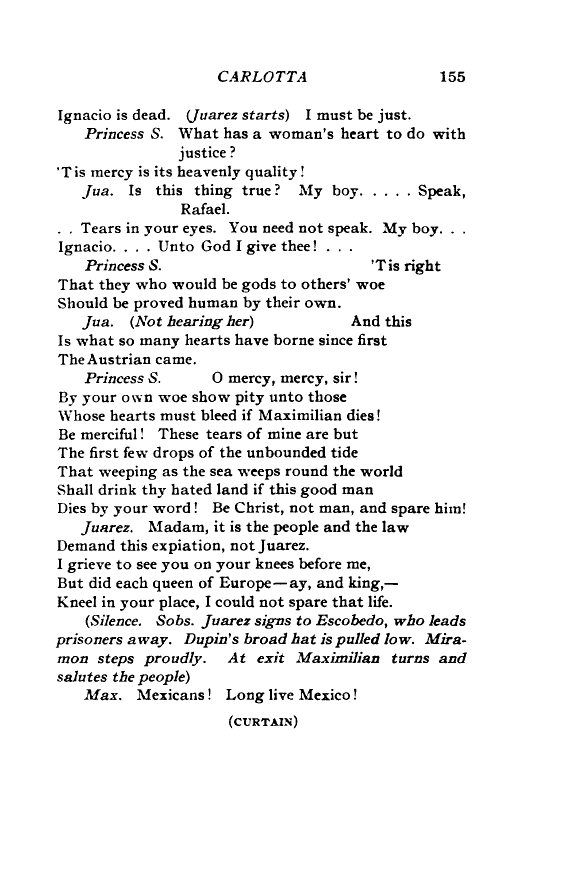 CARLOTTA 155
Ignacio is dead. (Juarez starts) I must be just.
Princess S. What has a woman's heart to do with
justice?
'Tis mercy is its heavenly quality!
Jua. Is this thing true? My boy. . . . . Speak,
Rafael.
. . Tears in your eyes. You need not speak. My boy. . .
Ignacio. . . . Unto God I give thee! . . .
Princess S. 'Tis right
That they who would be gods to others' woe
Should be proved human by their own.
Jua. (Not hearing her) And this
Is what so many hearts have borne since first
The Austrian came.
Princess S. O mercy, mercy, sir!
By your own woe show pity unto those
Whose hearts must bleed if Maximilian dies!
Be merciful! These tears of mine are but
The first few drops of the unbounded tide
That weeping as the sea weeps round the world
Shall drink thy hated land if this good man
Dies by your word! Be Christ, not man, and spare him!
Juarez. Madam, it is the people and the law
Demand this expiation, not Juarez.
I grieve to see you on your knees before me,
But did each queen of Europe—ay, and king,—
Kneel in your place, I could not spare that life.
(Silence. Sobs. Juarez signs to Escobedo, who leads
prisoners away. Dupin's broad hat is pulled low. Mira-
mon steps proudly. At exit Maximilian turns and
salutes the people)
Max. Mexicans! Long live Mexico!
(CURTAIN)